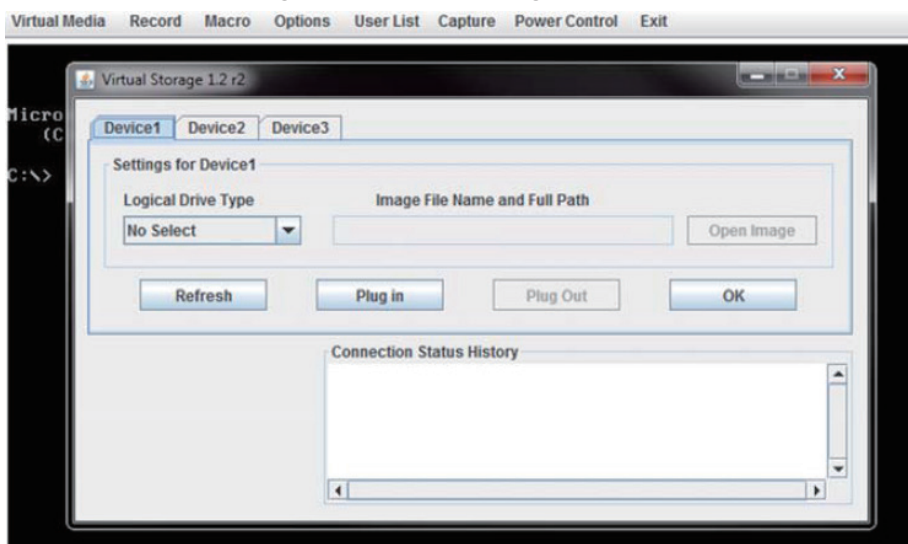 Virtual Media Record Macro Options User List Capture Power Control Exit
Virtual Storage 1.2 r2
Micro
(C
C:\>
Device1 Device2 Device3
Settings for Device1
Logical Drive Type Image File Name and Full Path
No Select Open Image
Refresh Plug in Plug Out OK
Connection Status History